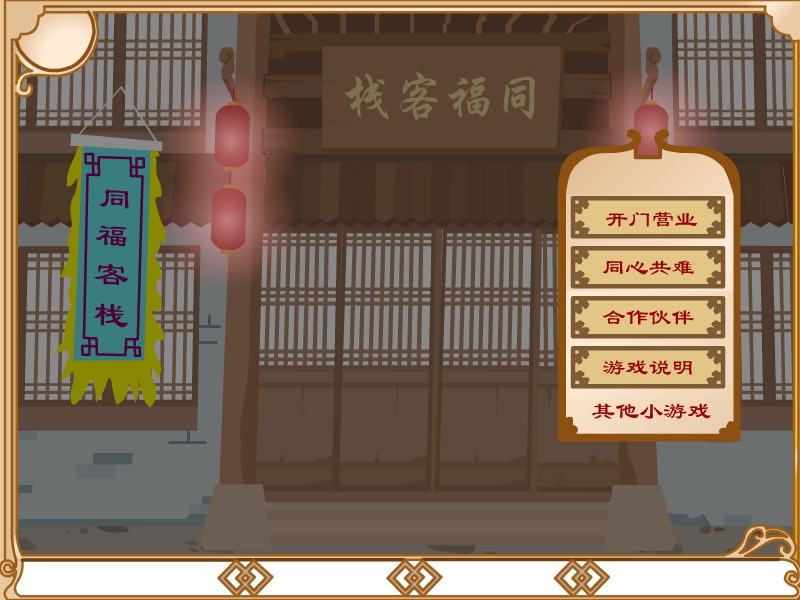 栈客福同
同福客栈
开门营业
同心共难
合作伙伴
游戏说明
其他小游戏